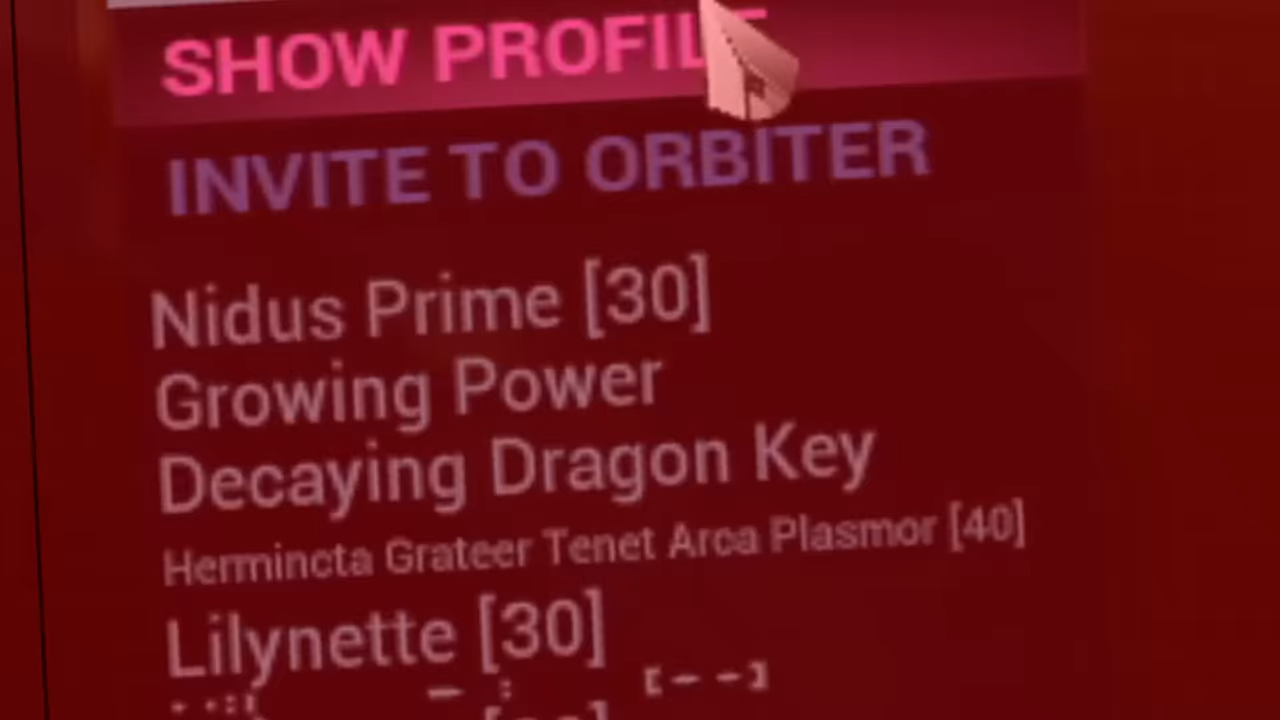 SHOW PROFILE
INVITE TO ORBITER
Nidus Prime [30]
Growing Power
Decaying Dragon Key
Hermincta Grateer Tenet Arca Plasmor [40]
Lilynette [30]